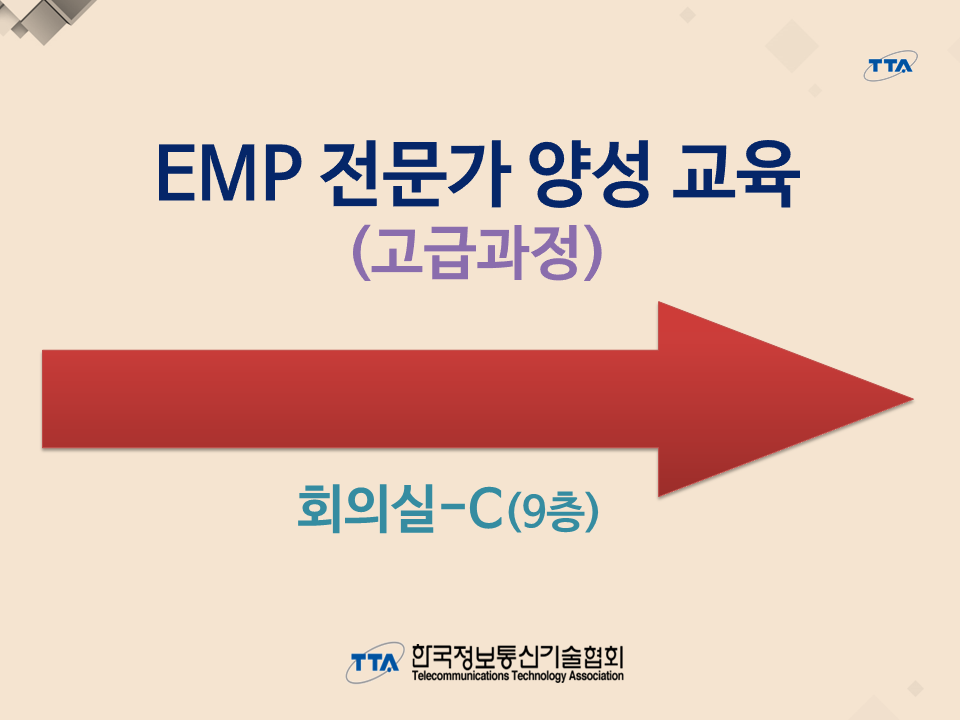 TTA
EMP 전문가 양성 교육
(고급과정)
회의실-C(9층)
TTA 한국정보통신기술협회
Telecommunications Technology Association